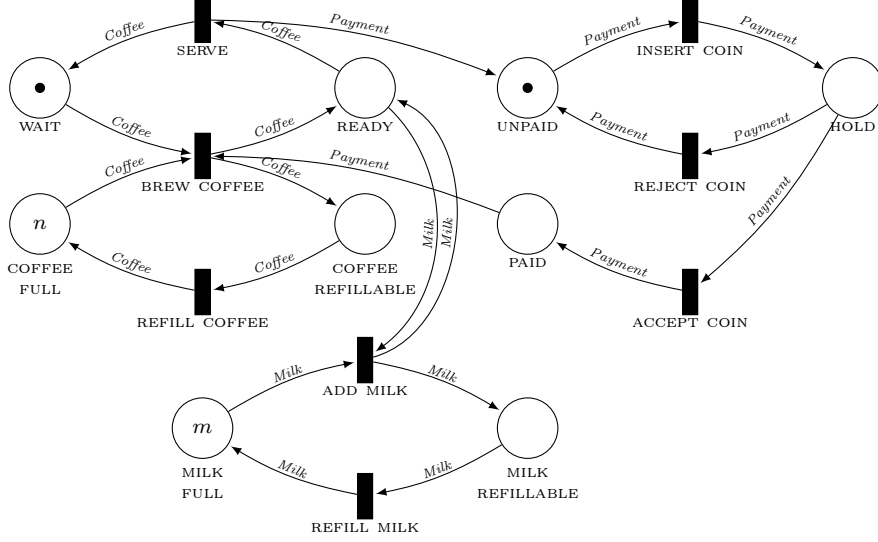 Coffee
Payment
Coffee
SERVE
Payment
INSERT COIN
Payment
WAIT
READY
UNPAID
HOLD
Coffee
Coffee
BREW COFFEE
Coffee
Coffee
Payment
Payment
REJECT COIN
Payment
Payment
n
COFFEE
FULL
COFFEE
REFILLABLE
Milk
Milk
PAID
Coffee
REFILL COFFEE
Coffee
Payment
ACCEPT COIN
Milk
ADD MILK
Milk
m
MILK
FULL
MILK
REFILLABLE
Milk
REFILL MILK
Milk